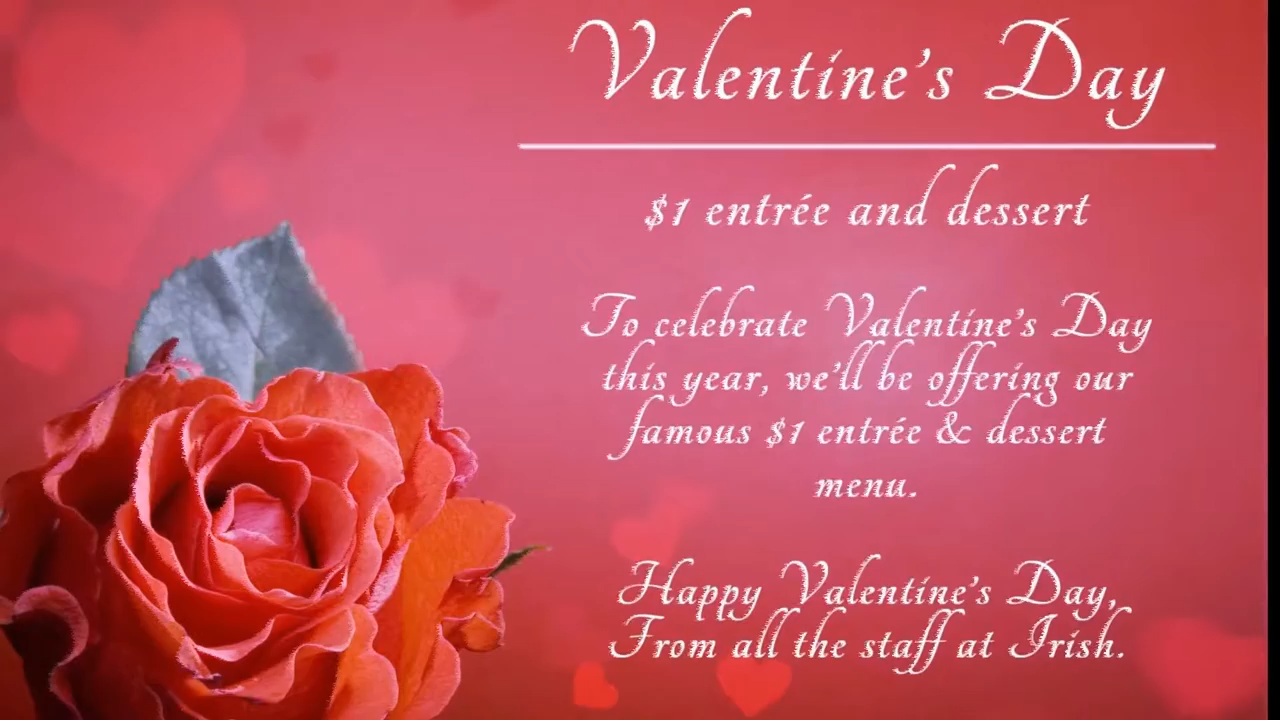 Valentine's Day
$1 entrée and dessert
To celebrate Valentine's Day
this year, we'll be offering our
famous $1 entrée & dessert
menu.
Happy Valentine's Day,
From all the staff at Irish.